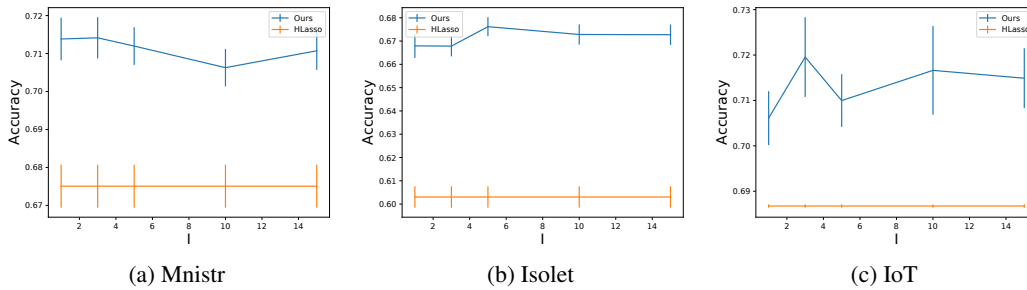 0.72
0.71
0.70
0.69
0.68
0.67
Accuracy
2 4 6 8 10 12 14
I
Ours
HLasso
(a) Mnistr
0.68
0.67
0.66
0.65
0.64
0.63
0.62
0.61
0.60
Accuracy
2 4 6 8 10 12 14
I
Ours
HLasso
(b) Isolet
0.73
0.72
0.71
0.70
0.69
Accuracy
2 4 6 8 10 12 14
I
Ours
HLasso
(c) IoT